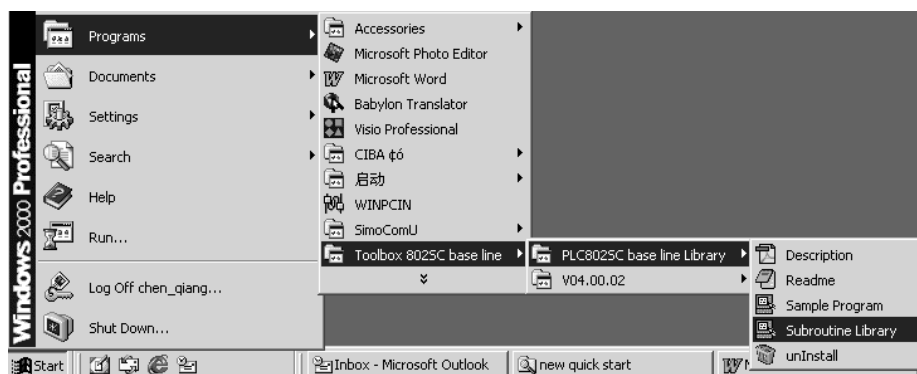 Windows 2000 Professional
Programs
Documents
Settings
Search
Help
Run...
Log Off chen_qiang...
Shut Down...
Accessories
Microsoft Photo Editor
Microsoft Word
Babylon Translator
Visio Professional
CIBA ¢ó
启动
WINPCIN
SimoComU
Toolbox 802SC base line
PLC802SC base line Library
V04.00.02
Description
Readme
Sample Program
Subroutine Library
unInstall
Start
Inbox - Microsoft Outlook
new quick start